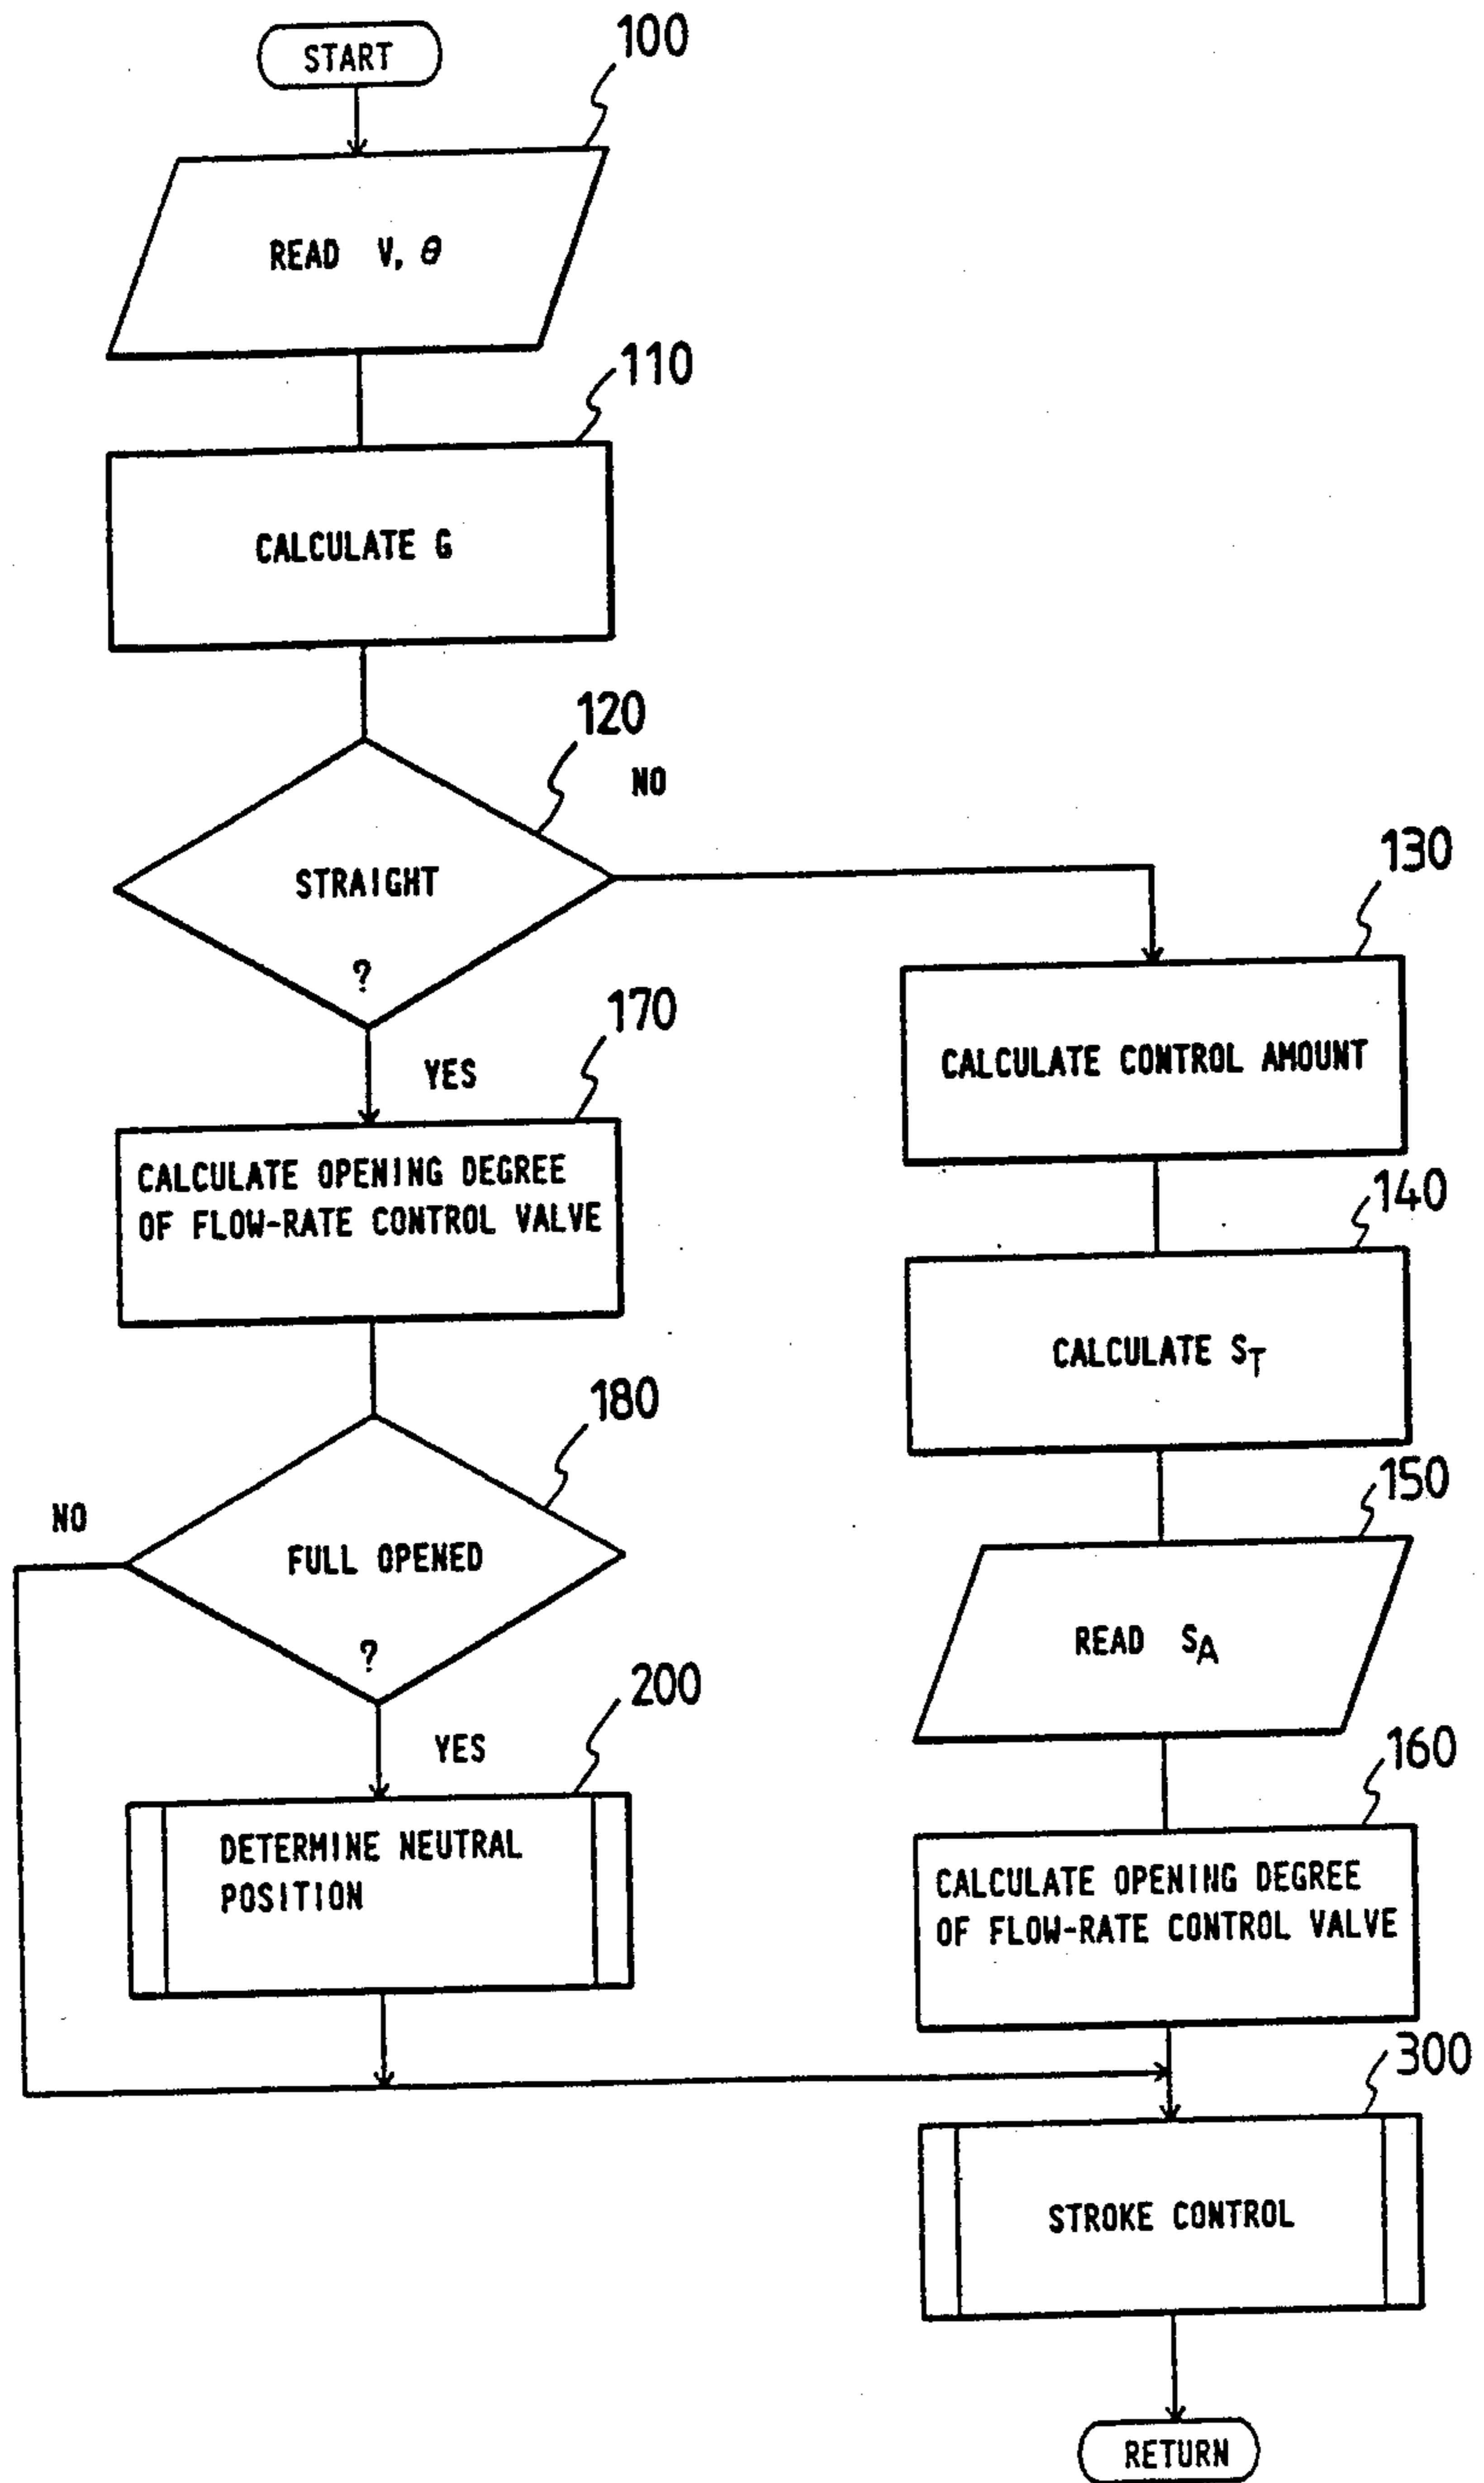 START
100
READ V, θ
110
CALCULATE G
120
NO
STRAIGHT
?
YES
170
CALCULATE OPENING DEGREE
OF FLOW-RATE CONTROL VALVE
180
NO
FULL OPENED
?
YES
200
DETERMINE NEUTRAL
POSITION
130
CALCULATE CONTROL AMOUNT
140
CALCULATE ST
150
READ SA
160
CALCULATE OPENING DEGREE
OF FLOW-RATE CONTROL VALVE
300
STROKE CONTROL
RETURN